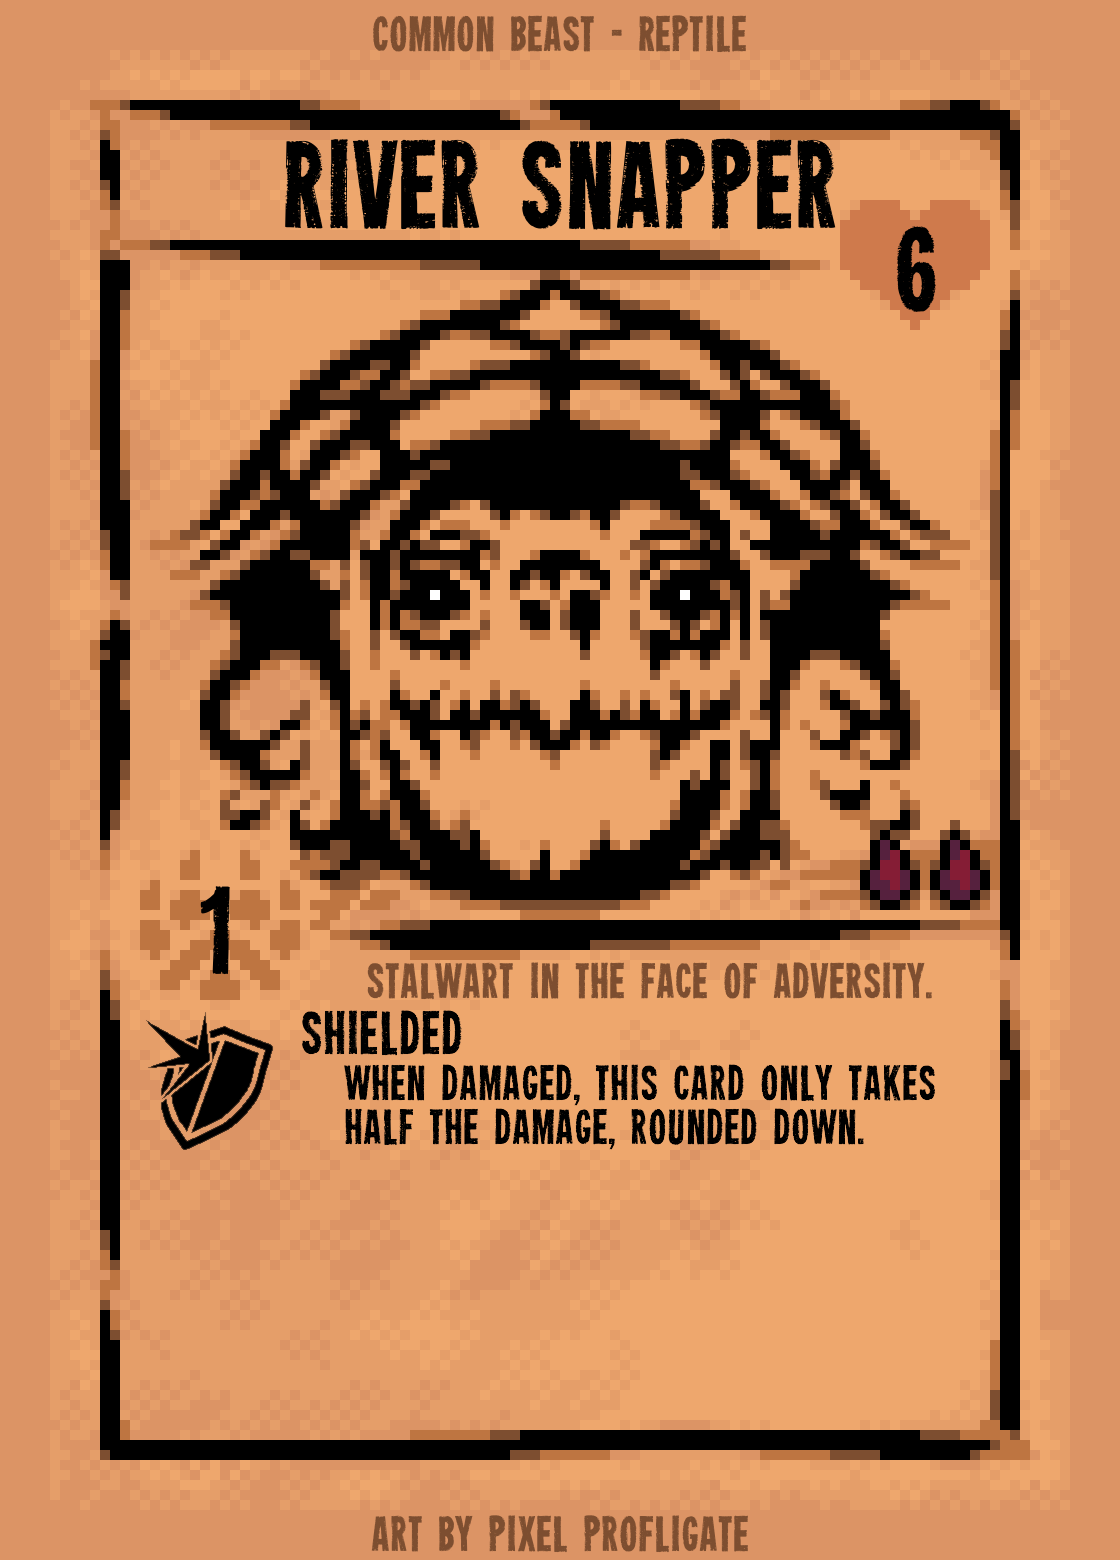 COMMON BEAST - REPTILE
RIVER SNAPPER
6
1
STALWART IN THE FACE OF ADVERSITY.
SHIELDED
WHEN DAMAGED, THIS CARD ONLY TAKES
HALF THE DAMAGE, ROUNDED DOWN.
ART BY PIXEL PROFLIGATE